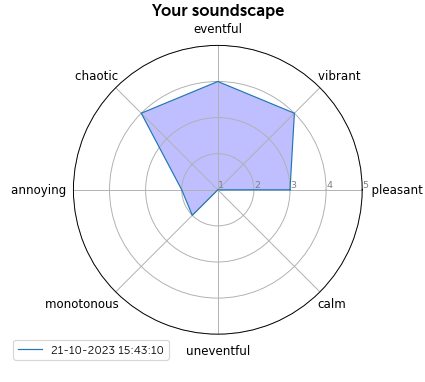 Your soundscape
eventful
chaotic
vibrant
annoying
1
2
3
4
5
pleasant
monotonous
calm
uneventful
21-10-2023 15:43:10